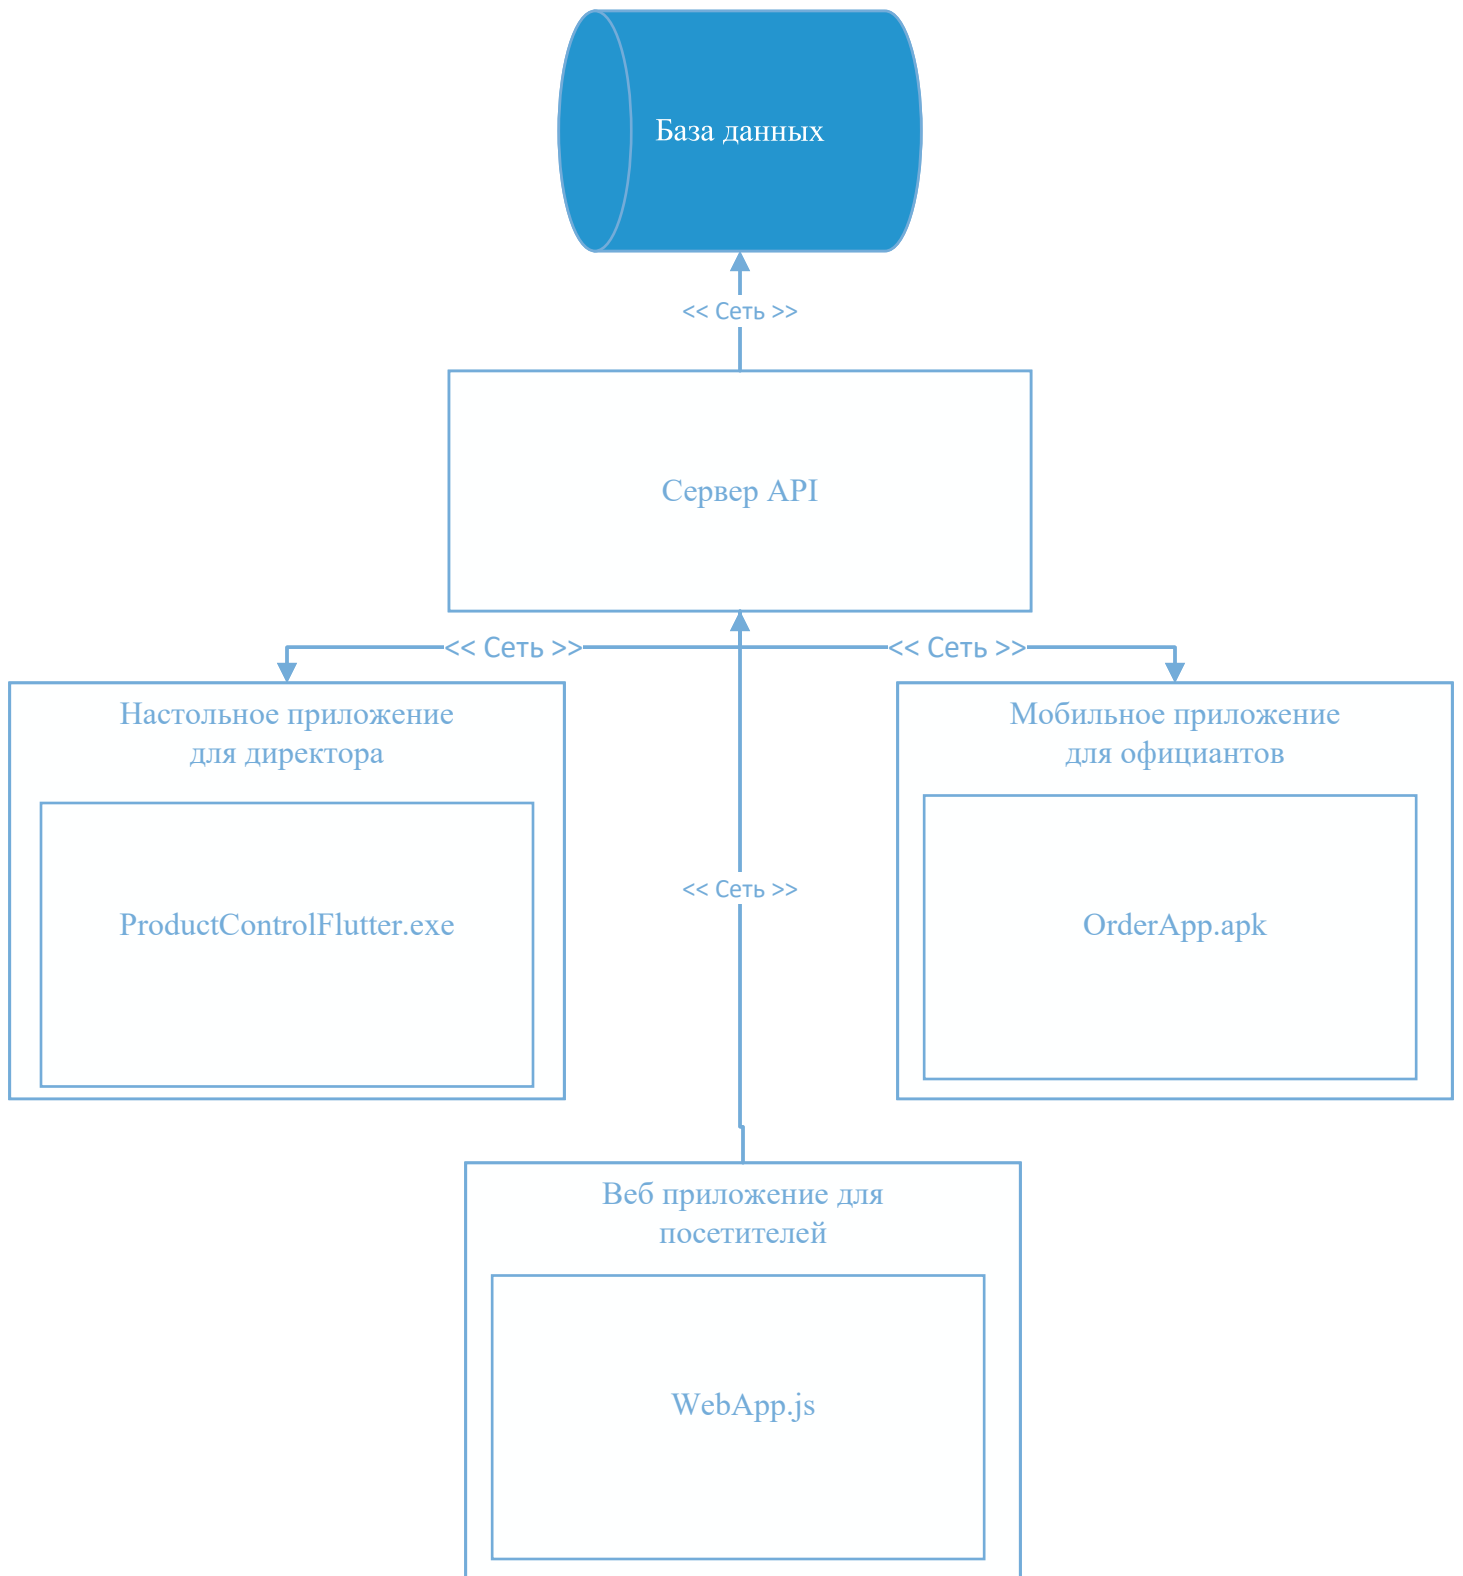 База данных
<< Сеть >>
Сервер API
<< Сеть >>
<< Сеть >>
Настольное приложение
для директора
Мобильное приложение
для официантов
<< Сеть >>
ProductControlFlutter.exe
OrderApp.apk
Веб приложение для
посетителей
WebApp.js